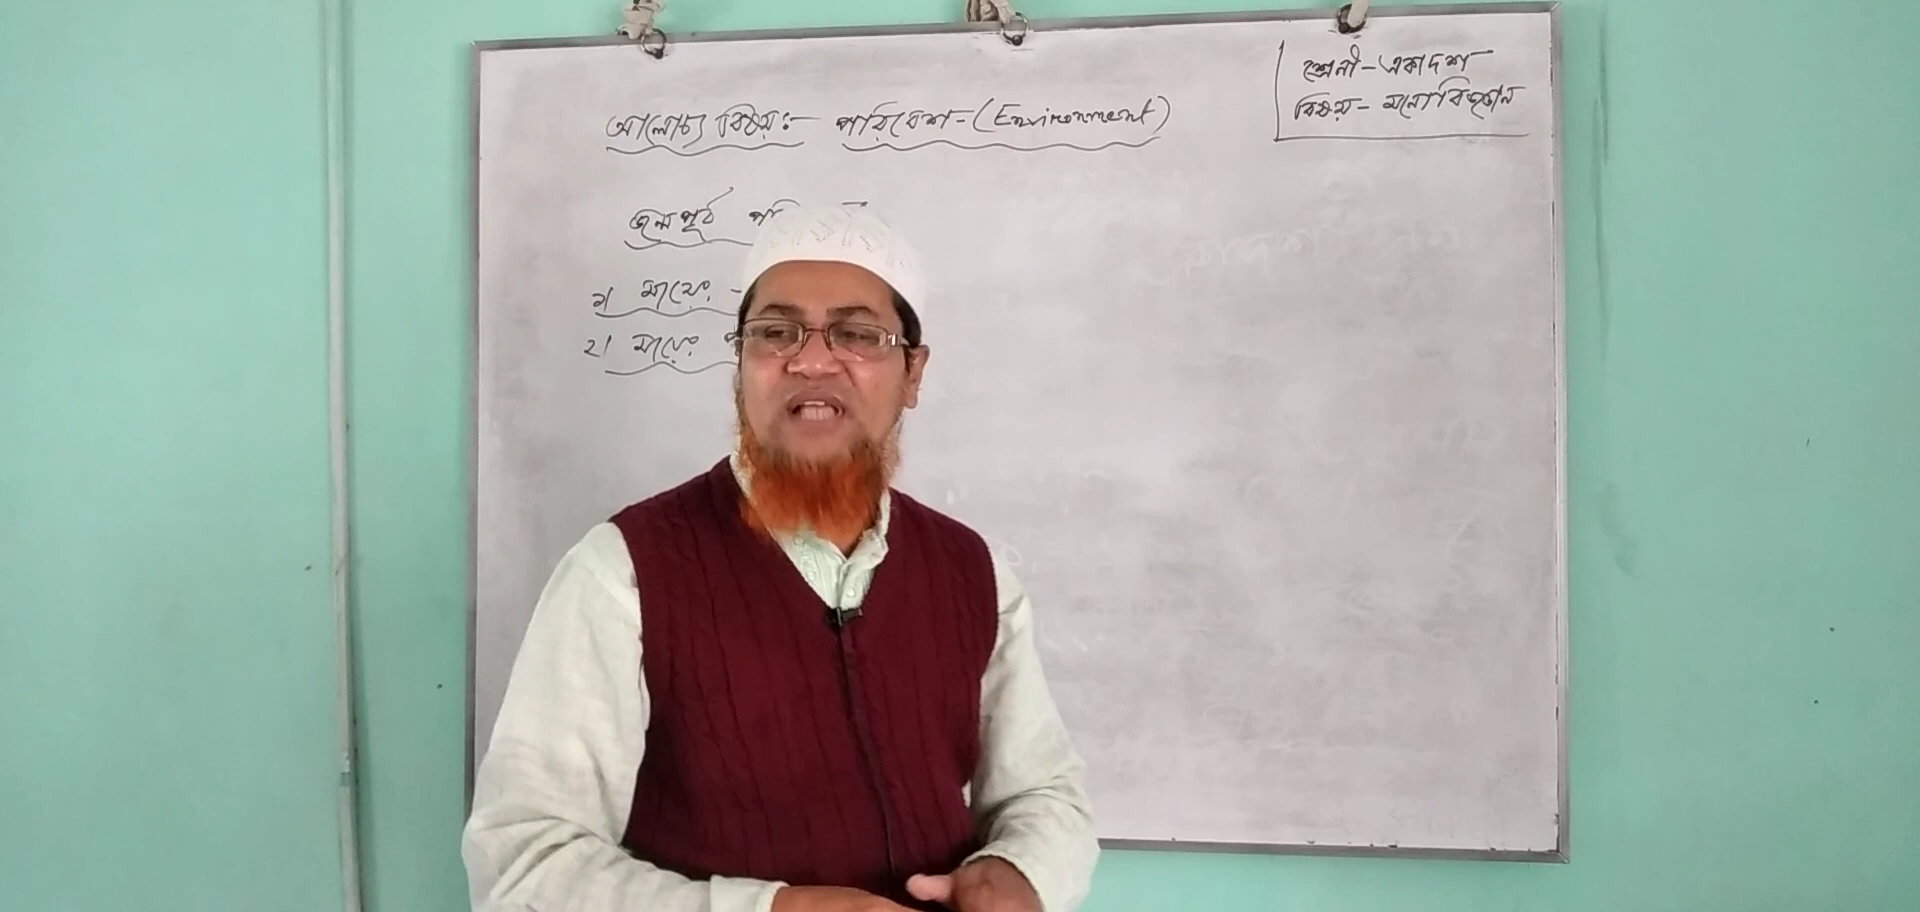 শ্রেনী - একাদশ
বিষয় - মনোবিজ্ঞান
আলোচ্য বিষয়ঃ- পরিবেশ - (Environment)
জন্মপূর্ব
১। মায়ের -
২। মায়ের